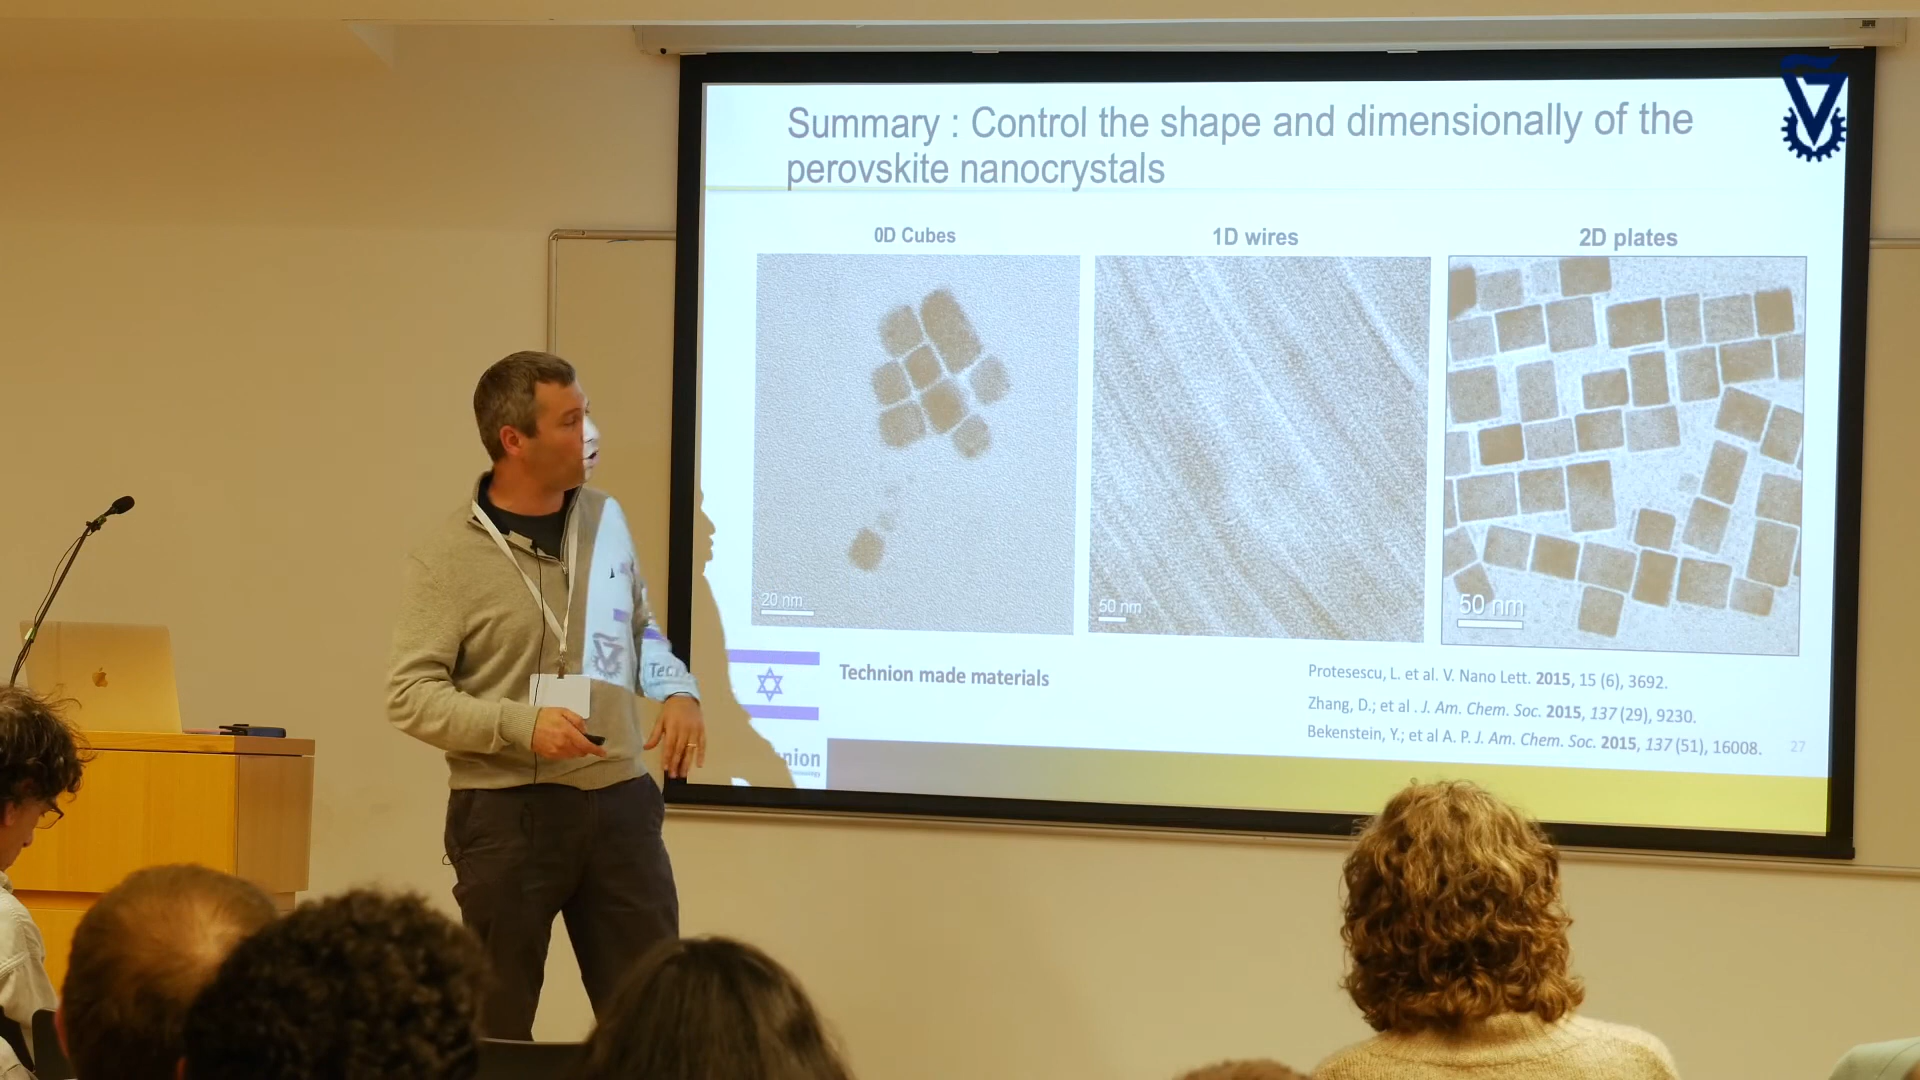 Summary : Control the shape and dimensionally of the
perovskite nanocrystals
0D Cubes
1D wires
2D plates
20 nm
50 nm
50 nm
Technion made materials
Protesescu, L. et al. V. Nano Lett. 2015, 15 (6), 3692.
Zhang, D.; et al . J. Am. Chem. Soc. 2015, 137 (29), 9230.
Bekenstein, Y.; et al A. P. J. Am. Chem. Soc. 2015, 137 (51), 16008.
27
nion
Tec